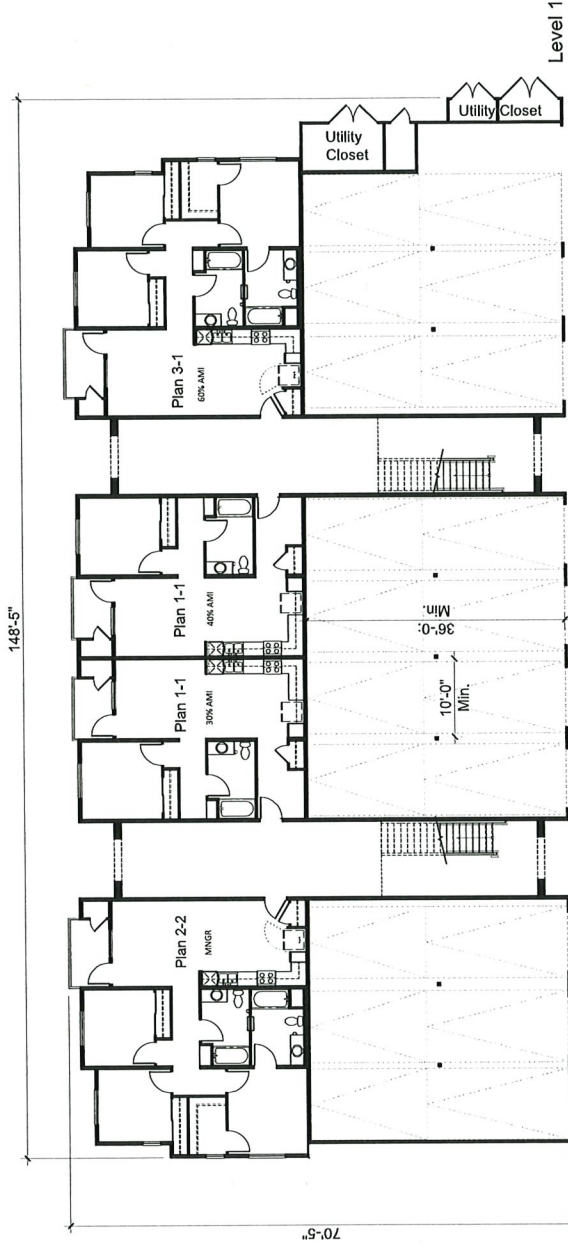 148'-5"
70'-5"
Plan 2-2
MNGR
Plan 1-1
30% AMI
Plan 1-1
40% AMI
Plan 3-1
60% AMI
10'-0"
Min.
36'-0:
Min.
Utility
Closet
Utility Closet
Level 1